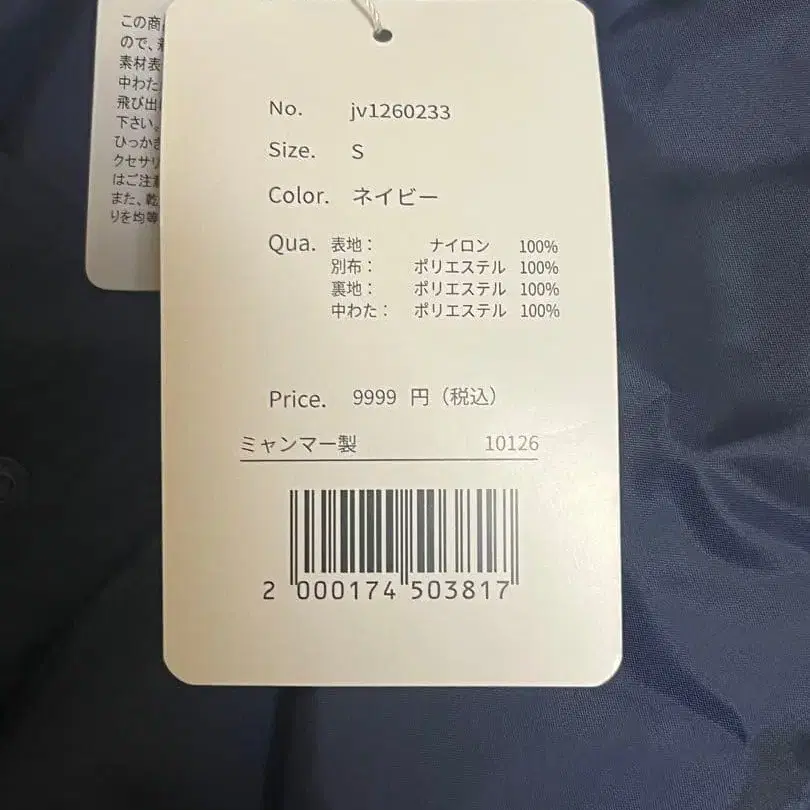 この商
ので、
素材表
中わた
飛び出
下さい。
ひっかき
クセサリ
はご注意
また、乾
りを均等
No. jv1260233
Size. S
Color. ネイビー
Qua. 表地： ナイロン 100%
別布： ポリエステル 100%
裏地： ポリエステル 100%
中わた： ポリエステル 100%
Price. 9999 円（税込）
ミャンマー製 10126
2 000174 503817